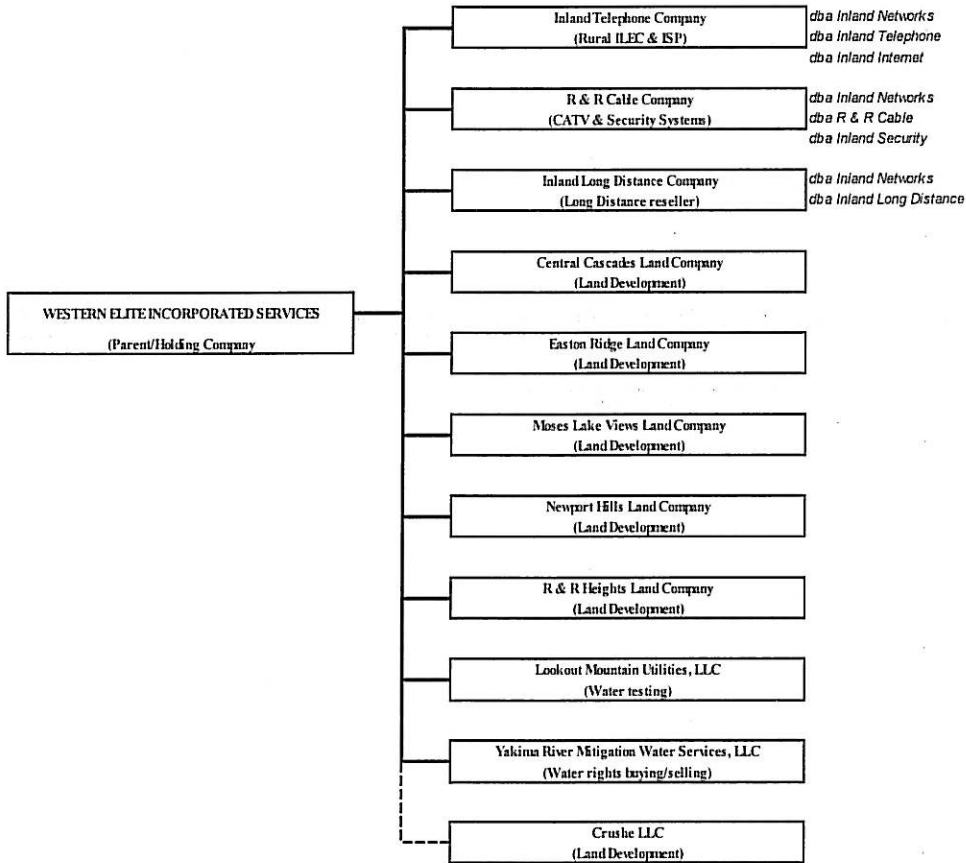 Inland Telephone Company
(Rural ILEC & ISP)
dba Inland Networks
dba Inland Telephone
dba Inland Internet
R & R Cable Company
(CATV & Security Systems)
dba Inland Networks
dba R & R Cable
dba Inland Security
Inland Long Distance Company
(Long Distance reseller)
dba Inland Networks
dba Inland Long Distance
Central Cascades Land Company
(Land Development)
WESTERN ELITE INCORPORATED SERVICES
(Parent/Holding Company
Easton Ridge Land Company
(Land Development)
Moses Lake Views Land Company
(Land Development)
Newport Hills Land Company
(Land Development)
R & R Heights Land Company
(Land Development)
Lookout Mountain Utilities, LLC
(Water testing)
Yakima River Mitigation Water Services, LLC
(Water rights buying/selling)
Crushe LLC
(Land Development)